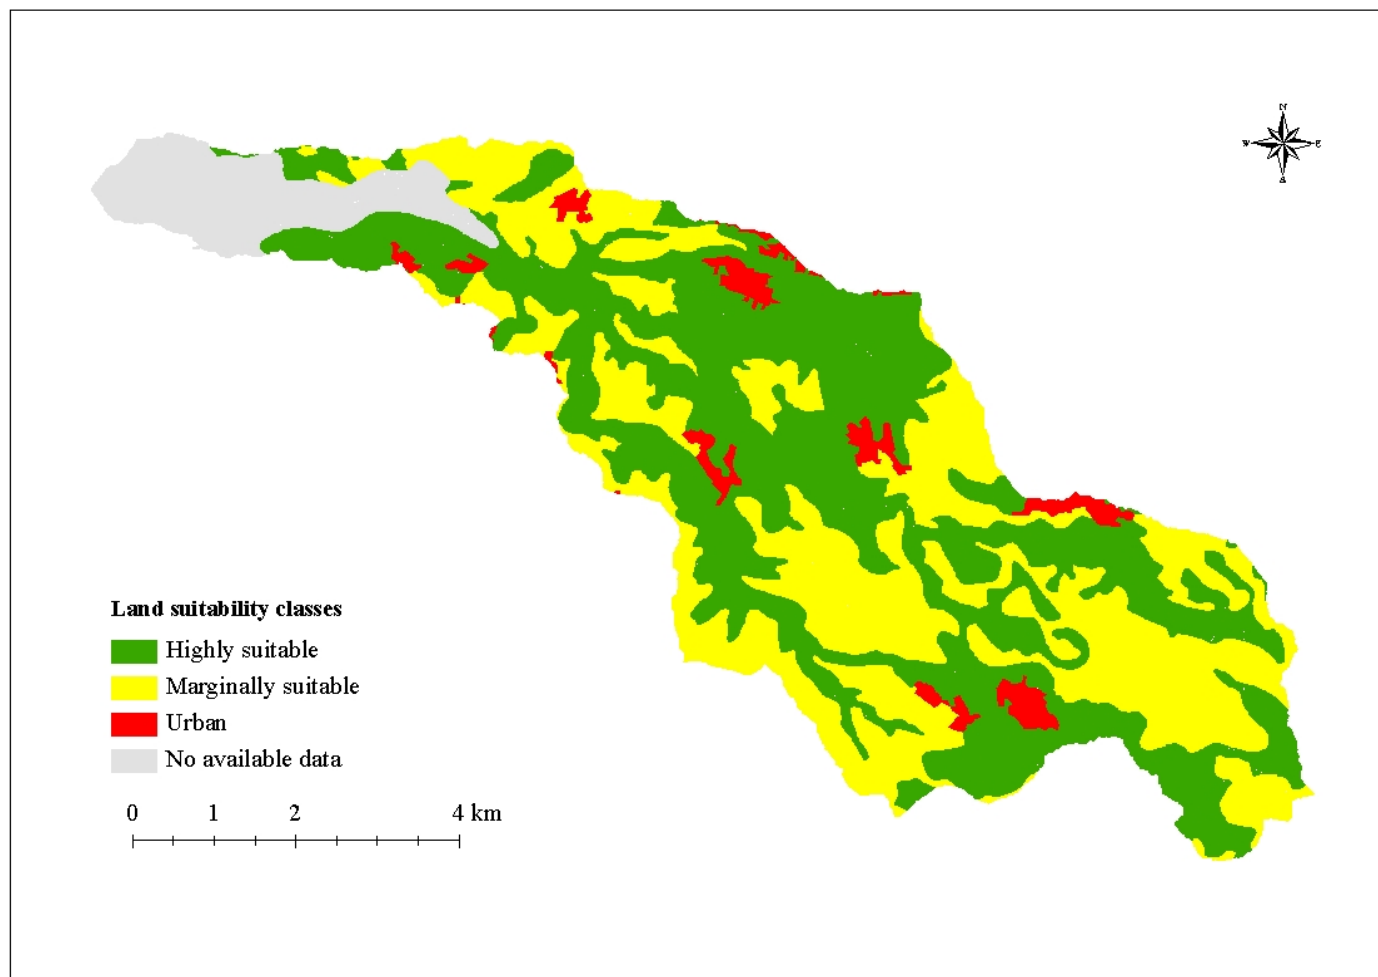 N
W E
Land suitability classes
Highly suitable
Marginally suitable
Urban
No available data
0 1 2 4 km